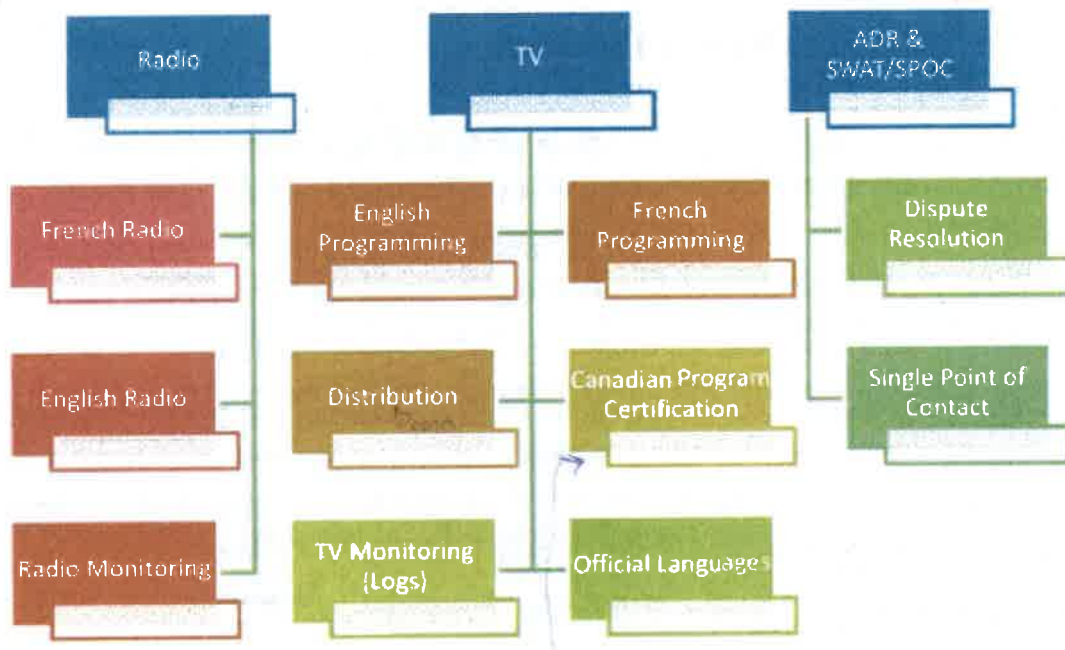 Radio
TV
ADR &
SWAT/SPOC
French Radio
English
Programming
French
Programming
Dispute
Resolution
English Radio
Distribution
Canadian Program
Certification
Single Point of
Contact
Radio Monitoring
TV Monitoring
(Logs)
Official Languages